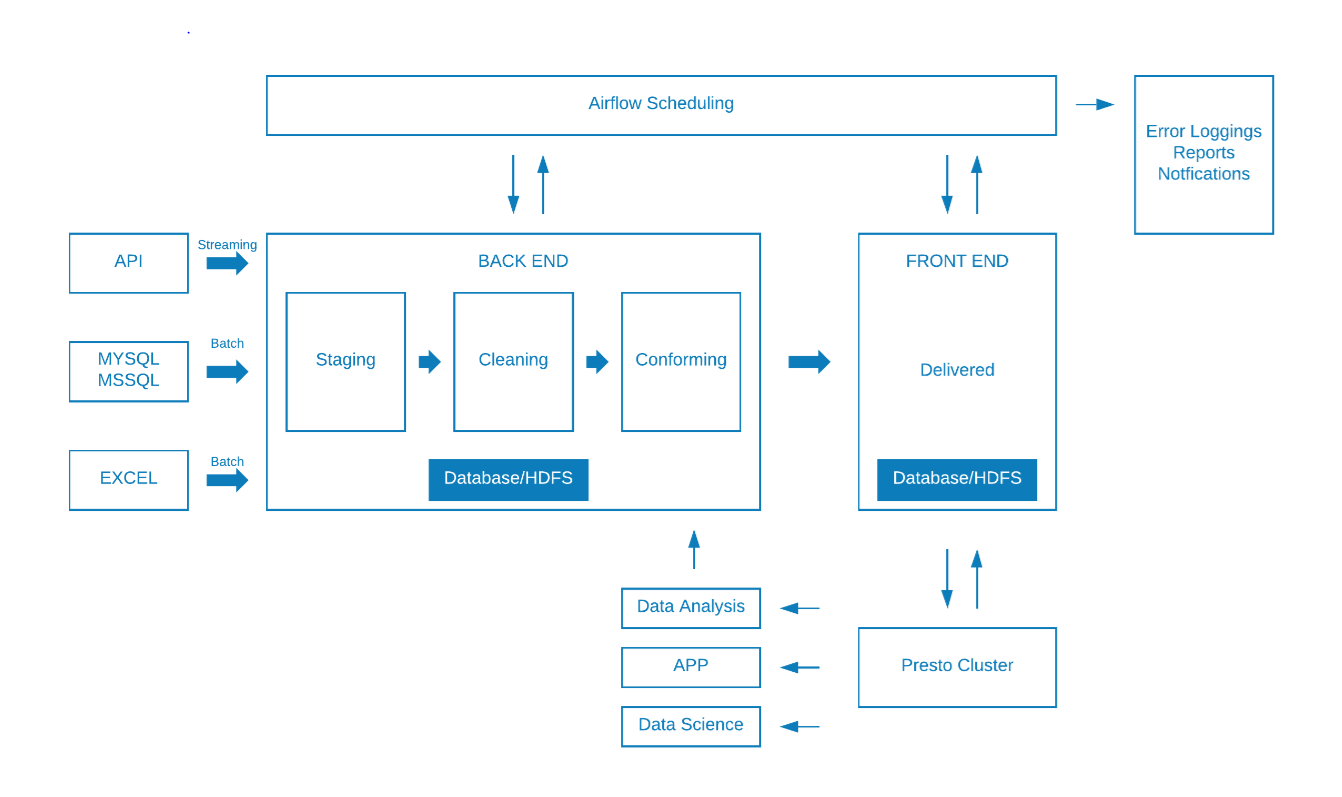 Airflow Scheduling
Error Loggings
Reports
Notfications
API
Streaming
BACK END
FRONT END
MYSQL
MSSQL
Batch
Staging
Cleaning
Conforming
Delivered
EXCEL
Batch
Database/HDFS
Database/HDFS
Data Analysis
APP
Data Science
Presto Cluster